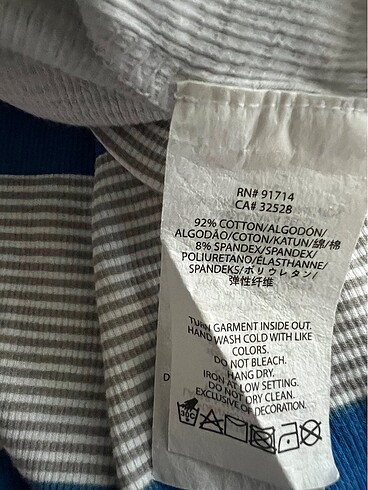 RN# 91714
CA# 32528
92% COTTON/ALGODÓN/
ALGODÃO/COTON/KATUN/綿/棉
8% SPANDEX/SPANDEX/
POLIURETANO/ÉLASTHANNE/
SPANDEKS/ポリウレタン/
弹性纤维
TURN GARMENT INSIDE OUT.
HAND WASH COLD WITH LIKE
COLORS.
DO NOT BLEACH.
HANG DRY.
IRON AT LOW SETTING.
DO NOT DRY CLEAN.
EXCLUSIVE OF DECORATION.
D